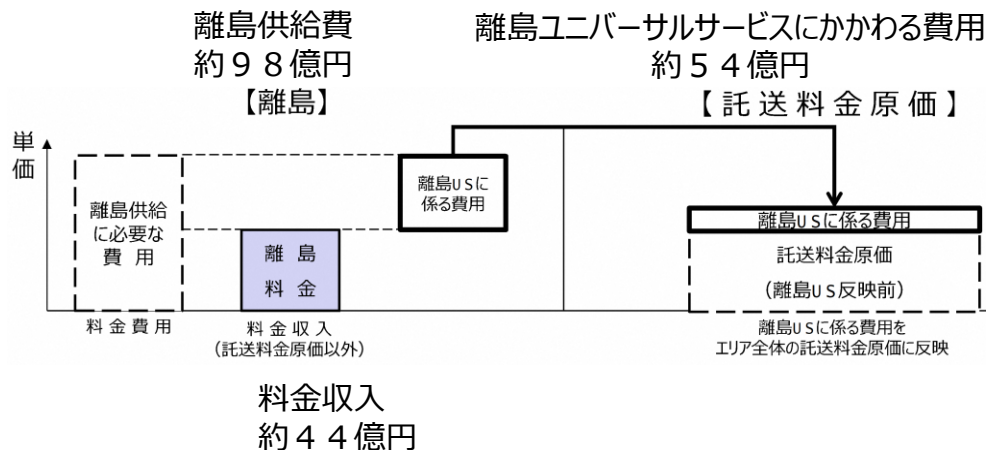 離島供給費
約９８億円
【離島】
離島ユニバーサルサービスにかかわる費用
約５４億円
【託送料金原価】
単価
離島供給
に必要な
費用
離島
料金
離島ＵＳに
係る費用
離島ＵＳに係る費用
託送料金原価
（離島ＵＳ反映前）
料金費用
料金収入
（託送料金原価以外）
離島ＵＳに係る費用を
エリア全体の託送料金原価に反映
料金収入
約４４億円